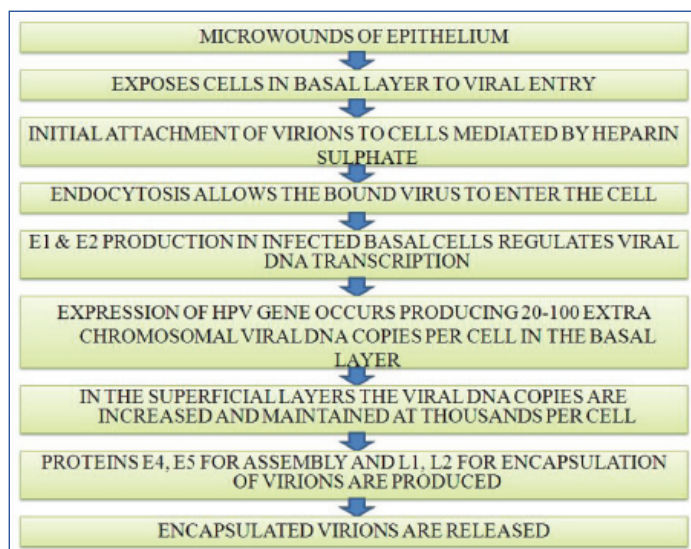 MICROWOUNDS OF EPITHELIUM
EXPOSES CELLS IN BASAL LAYER TO VIRAL ENTRY
INITIAL ATTACHMENT OF VIRIONS TO CELLS MEDIATED BY HEPARIN
SULPHATE
ENDOCYTOSIS ALLOWS THE BOUND VIRUS TO ENTER THE CELL
E1 & E2 PRODUCTION IN INFECTED BASAL CELLS REGULATES VIRAL
DNA TRANSCRIPTION
EXPRESSION OF HPV GENE OCCURS PRODUCING 20-100 EXTRA
CHROMOSOMAL VIRAL DNA COPIES PER CELL IN THE BASAL
LAYER
IN THE SUPERFICIAL LAYERS THE VIRAL DNA COPIES ARE
INCREASED AND MAINTAINED AT THOUSANDS PER CELL
PROTEINS E4, E5 FOR ASSEMBLY AND L1, L2 FOR ENCAPSULATION
OF VIRIONS ARE PRODUCED
ENCAPSULATED VIRIONS ARE RELEASED